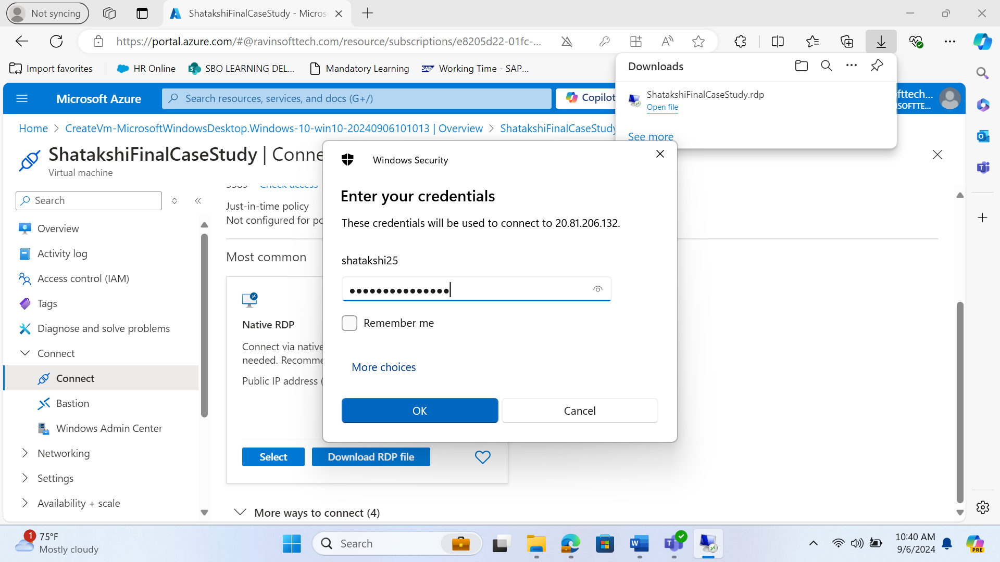 Not syncing
ShatakshiFinalCaseStudy - Micros
https://portal.azure.com/#@ravinsofttech.com/resource/subscriptions/e8205d22-01fc-...
Import favorites
HR Online
SBO LEARNING DEL...
Mandatory Learning
Working Time - SAP...
Downloads
ShatakshiFinalCaseStudy.rdp
Open file
See more
Microsoft Azure
Search resources, services, and docs (G+/)
Copilot
fttech...
SOFTTE...
Home > CreateVm-MicrosoftWindowsDesktop.Windows-10-win10-20240906101013 | Overview > ShatakshiFinalCaseStudy
ShatakshiFinalCaseStudy | Conne
Virtual machine
Search
Overview
Activity log
Access control (IAM)
Tags
Diagnose and solve problems
Connect
Connect
Bastion
Windows Admin Center
Networking
Settings
Availability + scale
3389 Check access
Just-in-time policy
Not configured for po
Most common
Native RDP
Connect via native
needed. Recomme
Public IP address (
Select
Download RDP file
More ways to connect (4)
Windows Security
Enter your credentials
These credentials will be used to connect to 20.81.206.132.
shatakshi25
●●●●●●●●●●●●●●●
Remember me
More choices
OK
Cancel
1
75°F
Mostly cloudy
Search
PRE
10:40 AM
9/6/2024